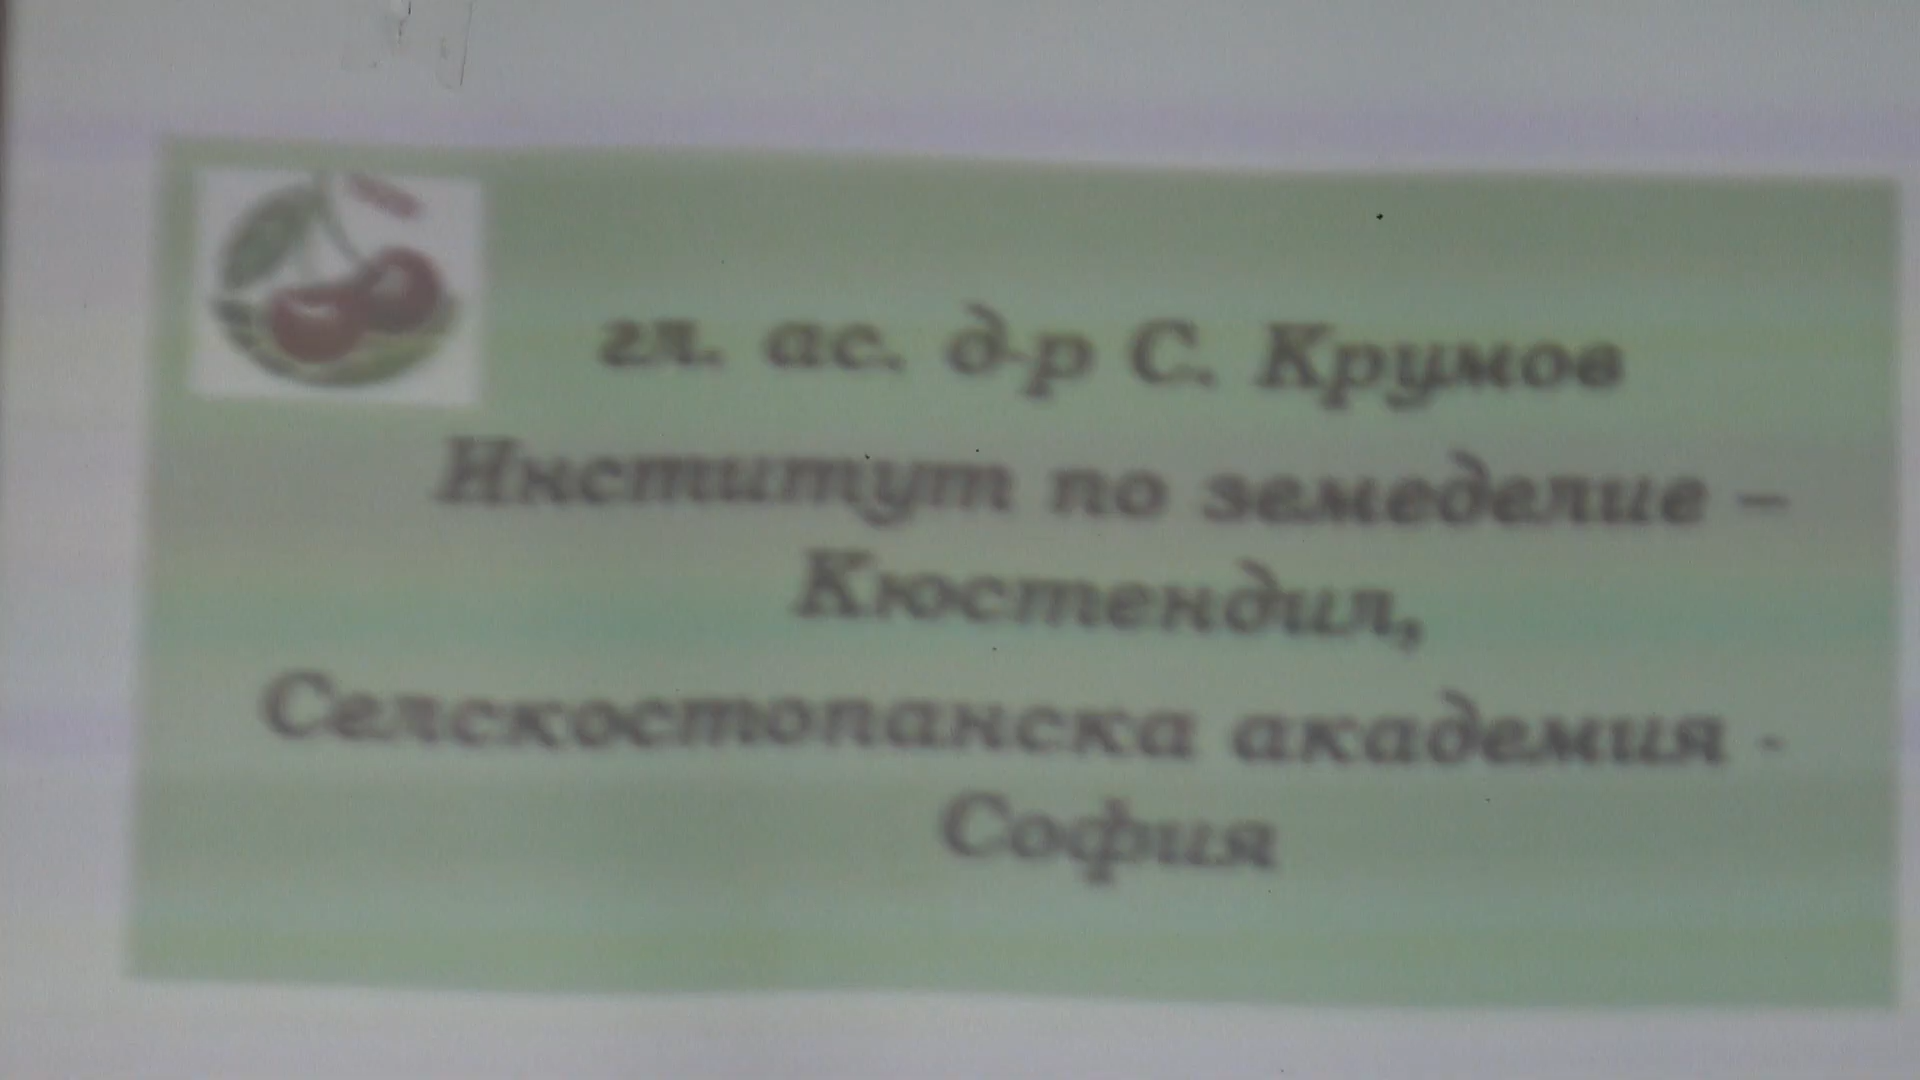 гл. ас. д-р С. Крумов
Институт по земеделие –
Кюстендил,
Селскостопанска академия -
София